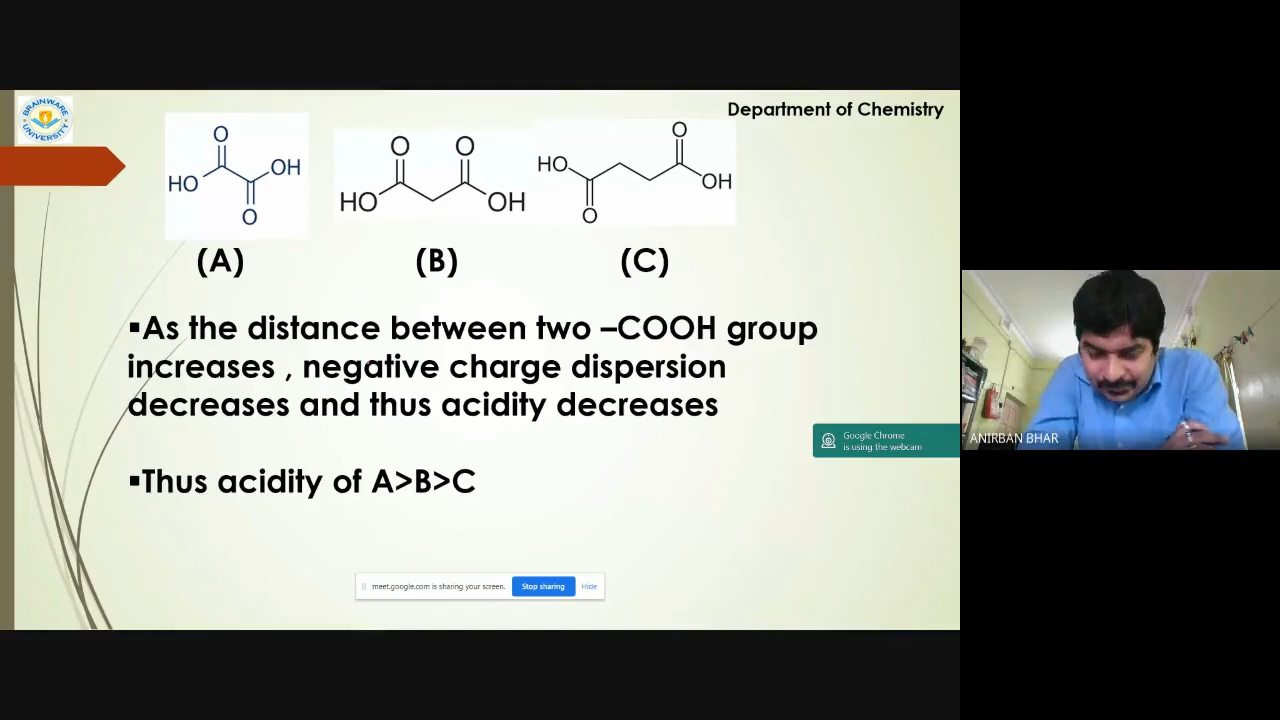 BRAINWARE
UNIVERSITY
Department of Chemistry
O
OH
HO
O
O O
HO OH
O
HO
OH
O
(A) (B) (C)
▪As the distance between two –COOH group
increases , negative charge dispersion
decreases and thus acidity decreases
Google Chrome
is using the webcam
ANIRBAN BHAR
▪Thus acidity of A>B>C
meet.google.com is sharing your screen. Stop sharing Hide